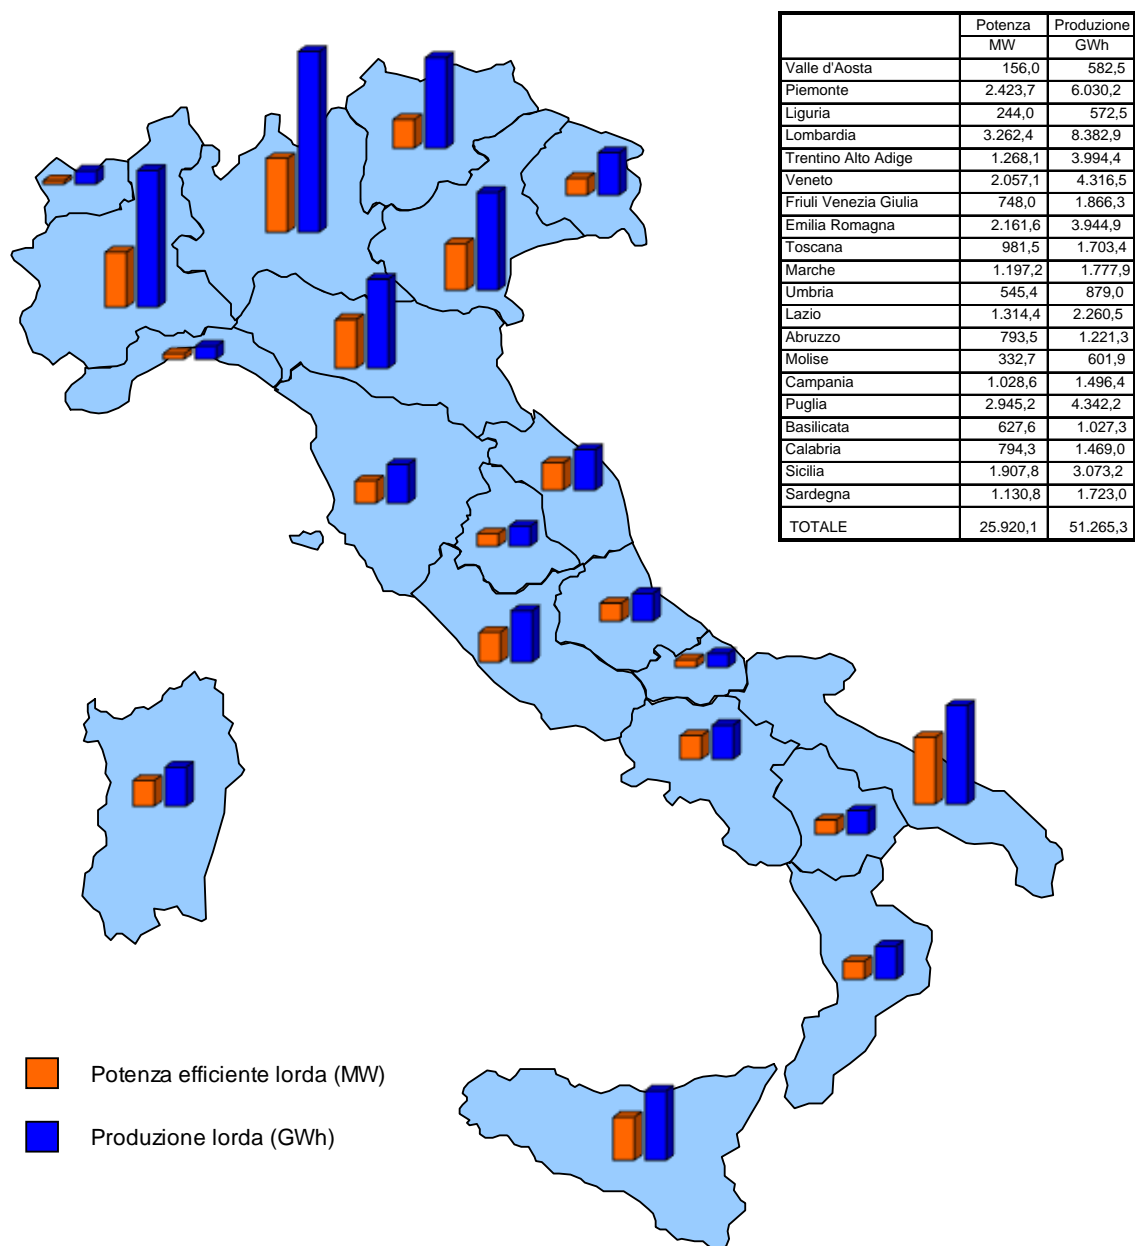 Potenza Produzione
MW GWh
Valle d'Aosta 156,0 582,5
Piemonte 2.423,7 6.030,2
Liguria 244,0 572,5
Lombardia 3.262,4 8.382,9
Trentino Alto Adige 1.268,1 3.994,4
Veneto 2.057,1 4.316,5
Friuli Venezia Giulia 748,0 1.866,3
Emilia Romagna 2.161,6 3.944,9
Toscana 981,5 1.703,4
Marche 1.197,2 1.777,9
Umbria 545,4 879,0
Lazio 1.314,4 2.260,5
Abruzzo 793,5 1.221,3
Molise 332,7 601,9
Campania 1.028,6 1.496,4
Puglia 2.945,2 4.342,2
Basilicata 627,6 1.027,3
Calabria 794,3 1.469,0
Sicilia 1.907,8 3.073,2
Sardegna 1.130,8 1.723,0
TOTALE 25.920,1 51.265,3
Potenza efficiente lorda (MW)
Produzione lorda (GWh)